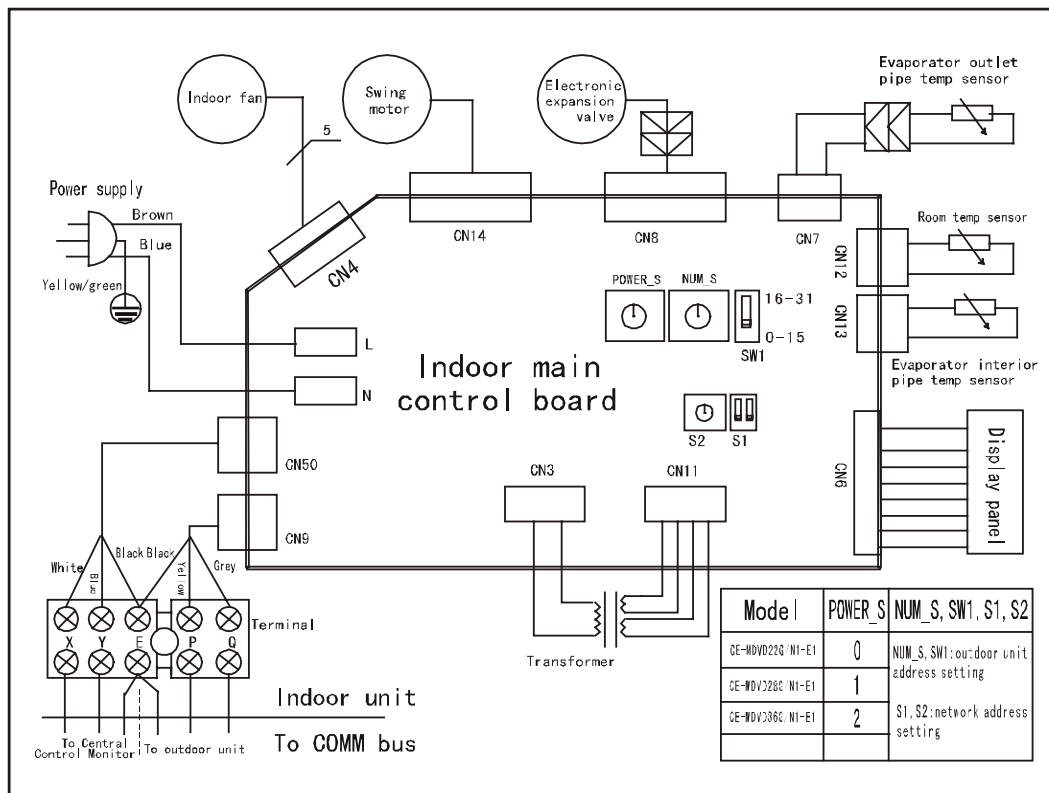 Indoor fan
Swing
motor
Electronic
expansion
valve
Evaporator outlet
pipe temp sensor
5
Power supply
Brown
Blue
Yellow/green
CN4
CN14
CN8
CN7
CN12
Room temp sensor
POWER_S
NUM_S
16-31
0-15
SW1
CN13
Evaporator interior
pipe temp sensor
L
N
Indoor main
control board
S2
S1
CN50
CN9
CN3
CN11
CN6
Display panel
White
Blue
Black
Black
Yellow
Grey
X
Y
E
P
Q
Terminal
Transformer
Indoor unit
To COMM bus
To Central
Control Monitor
To outdoor unit
Model
POWER_S
NUM_S, SW1, S1, S2
0
NUM_S, SW1:outdoor unit
address setting
1
2
S1, S2:network address
setting